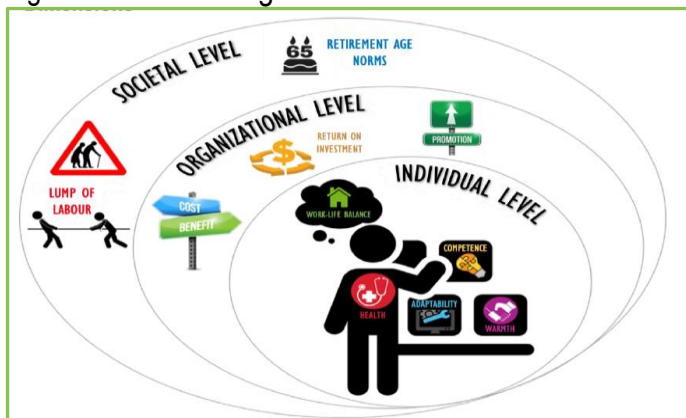 SOCIETAL LEVEL
65
RETIREMENT AGE
NORMS
ORGANIZATIONAL LEVEL
RETURN ON
INVESTMENT
PROMOTION
LUMP OF
LABOUR
COST
BENEFIT
INDIVIDUAL LEVEL
WORK-LIFE BALANCE
COMPETENCE
HEALTH
ADAPTABILITY
WARMTH